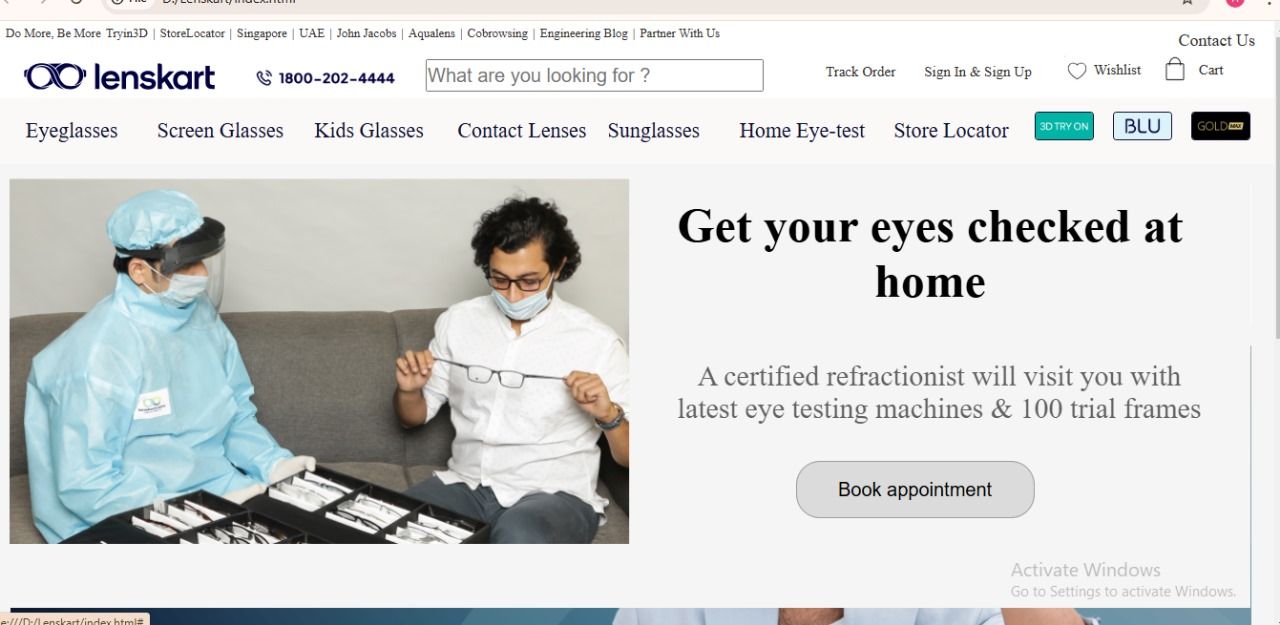 D:/Lenskart/index.html
Do More, Be More Tryin3D | StoreLocator | Singapore | UAE | John Jacobs | Aqualens | Cobrowsing | Engineering Blog | Partner With Us
Contact Us
lenskart
1800-202-4444
What are you looking for ?
Track Order
Sign In & Sign Up
Wishlist
Cart
Eyeglasses
Screen Glasses
Kids Glasses
Contact Lenses
Sunglasses
Home Eye-test
Store Locator
3D TRY ON
BLU
GOLD MAX
Get your eyes checked at
home
A certified refractionist will visit you with
latest eye testing machines & 100 trial frames
Book appointment
Activate Windows
Go to Settings to activate Windows.
e:///D:/Lenskart/index.html#